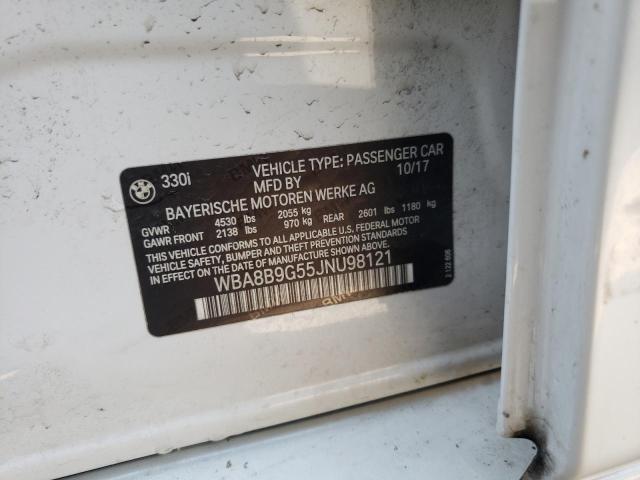 BMW
330i VEHICLE TYPE: PASSENGER CAR
MFD BY 10/17
BAYERISCHE MOTOREN WERKE AG
GVWR 4530 lbs 2055 kg
GAWR FRONT 2138 lbs 970 kg REAR 2601 lbs 1180 kg
THIS VEHICLE CONFORMS TO ALL APPLICABLE U.S. FEDERAL MOTOR
VEHICLE SAFETY, BUMPER AND THEFT PREVENTION STANDARDS
IN EFFECT ON THE DATE OF MANUFACTURE SHOWN ABOVE.
WBA8B9G55JNU98121